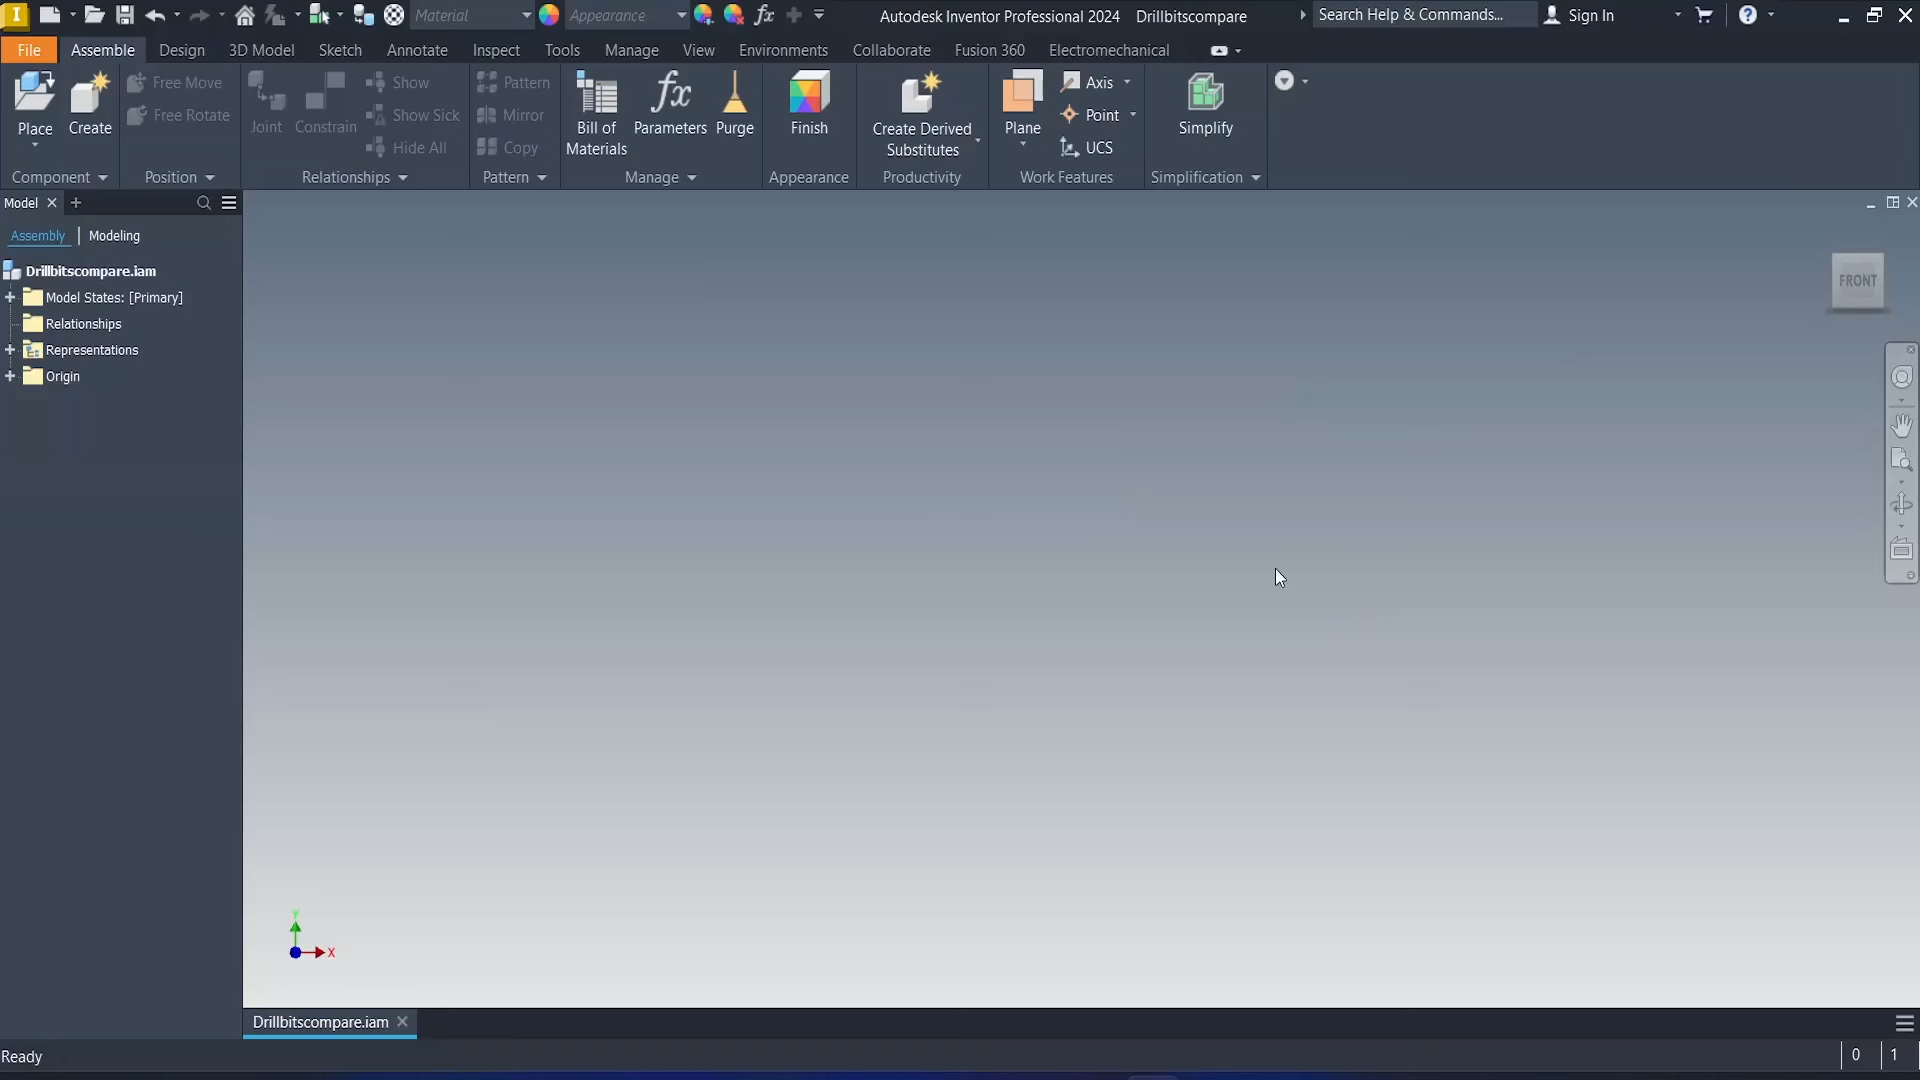 Material
Appearance
Autodesk Inventor Professional 2024 Drillbitscompare
Search Help & Commands...
Sign In
File Assemble Design 3D Model Sketch Annotate Inspect Tools Manage View Environments Collaborate Fusion 360 Electromechanical
Place
Create
Component
Free Move
Free Rotate
Position
Joint
Constrain
Show
Show Sick
Hide All
Relationships
Pattern
Mirror
Copy
Pattern
Bill of
Materials
Parameters
Purge
Manage
Finish
Appearance
Create Derived
Substitutes
Productivity
Plane
Axis
Point
UCS
Work Features
Simplify
Simplification
Model
Assembly | Modeling
Drillbitscompare.iam
Model States: [Primary]
Relationships
Representations
Origin
FRONT
Y
X
Drillbitscompare.iam
Ready
0 1